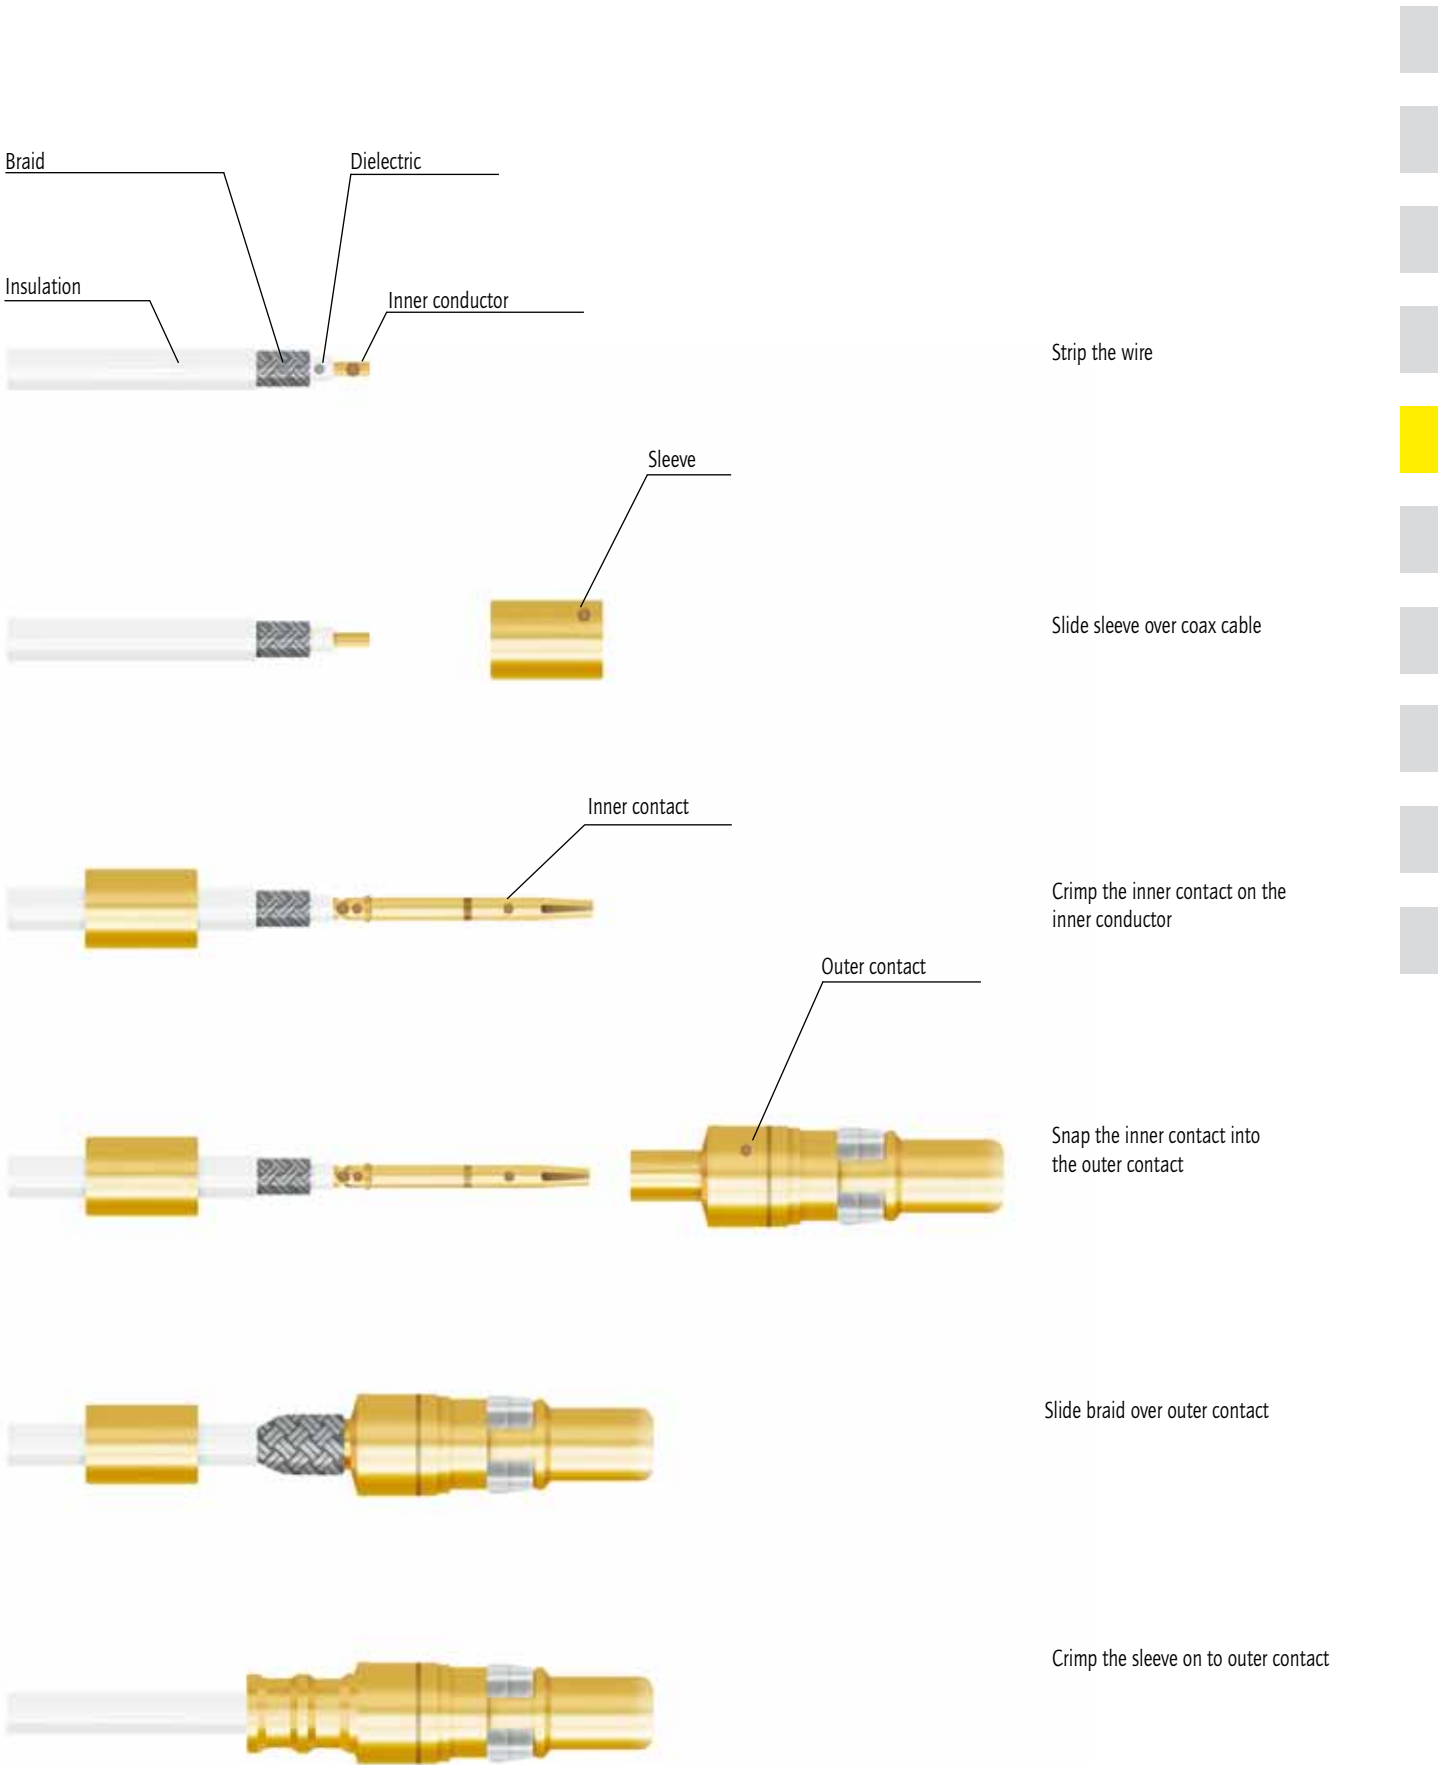 Braid
Dielectric
Insulation
Inner conductor
Strip the wire
Sleeve
Slide sleeve over coax cable
Inner contact
Crimp the inner contact on the
inner conductor
Outer contact
Snap the inner contact into
the outer contact
Slide braid over outer contact
Crimp the sleeve on to outer contact